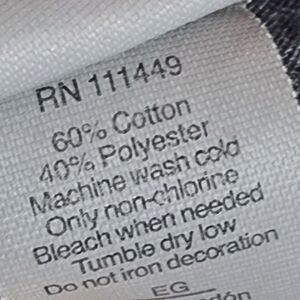 RN 111449
60% Cotton
40% Polyester
Machine wash cold
Only non-chlorine
Bleach when needed
Tumble dry low
Do not iron decoration
EG